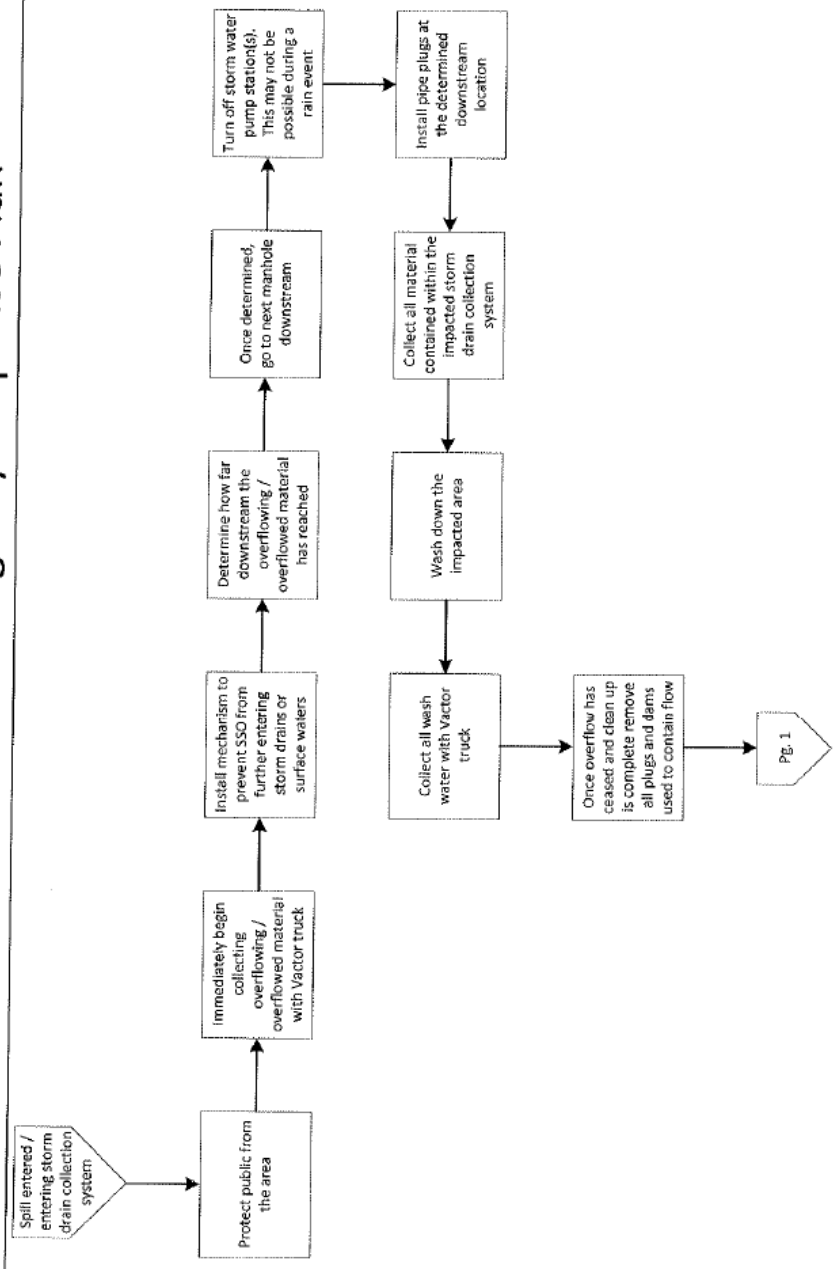 Spill entered /
entering storm
drain collection
system
Protect public from
the area
Immediately begin
collecting
overflowing /
overflowed material
with Vactor truck
Install mechanism to
prevent SSO from
further entering
storm drains or
surface waters
Determine how far
downstream the
overflowing /
overflowed material
has reached
Once determined,
go to next manhole
downstream
Turn off storm water
pump station(s).
This may not be
possible during a
rain event
Install pipe plugs at
the determined
downstream
location
Collect all material
contained within the
impacted storm
drain collection
system
Wash down the
impacted area
Collect all wash
water with Vactor
truck
Once overflow has
ceased and clean up
is complete remove
all plugs and dams
used to contain flow
Pg. 1